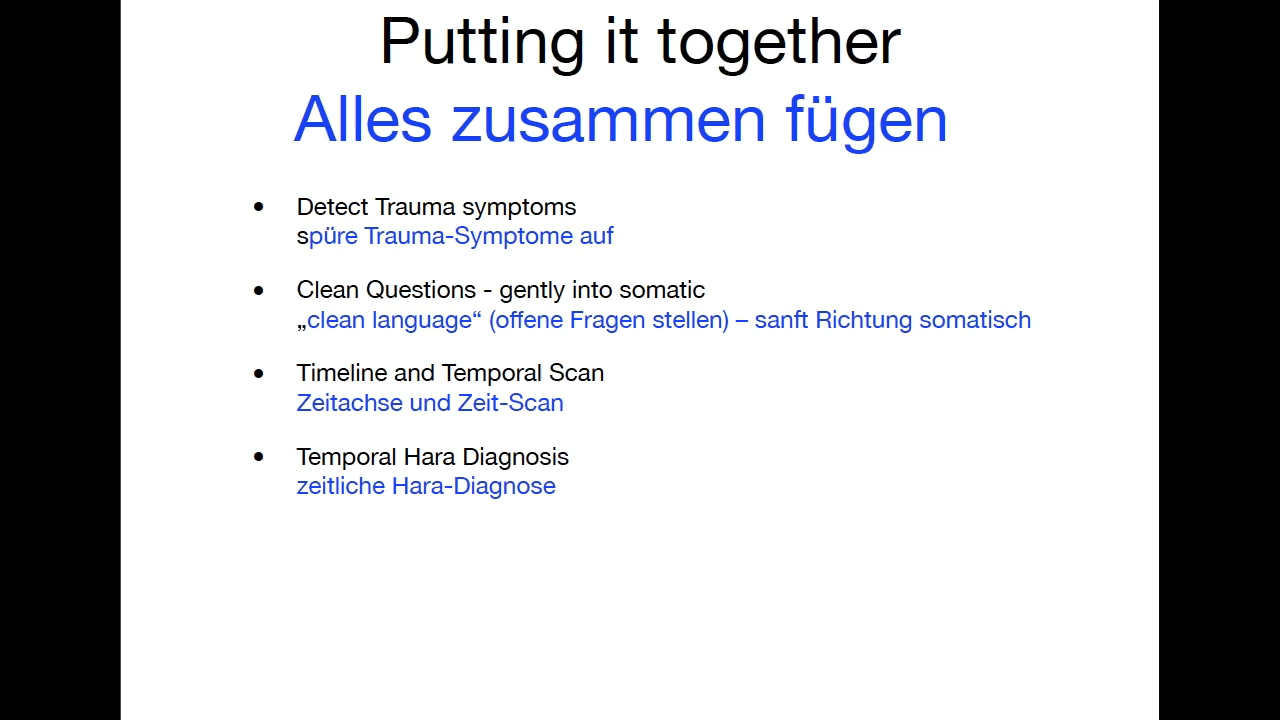 Putting it together
Alles zusammen fügen
• Detect Trauma symptoms
spüre Trauma-Symptome auf
• Clean Questions - gently into somatic
„clean language“ (offene Fragen stellen) – sanft Richtung somatisch
• Timeline and Temporal Scan
Zeitachse und Zeit-Scan
• Temporal Hara Diagnosis
zeitliche Hara-Diagnose